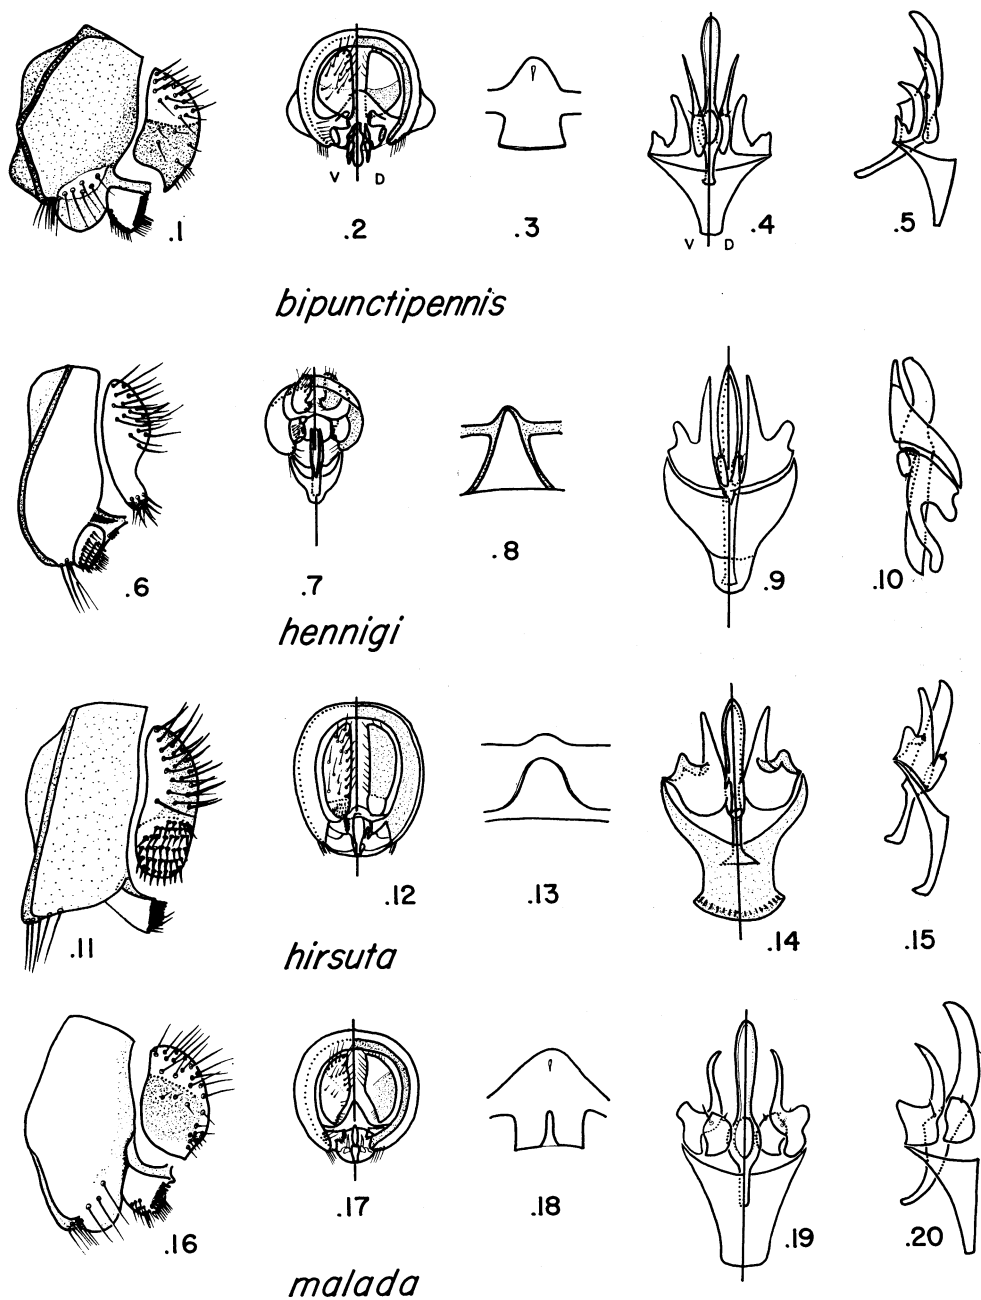 V D
.1 .2 .3 .4 .5
V D
bipunctipennis
.6 .7 .8 .9 .10
hennigi
.11 .12 .13 .14 .15
hirsuta
.16 .17 .18 .19 .20
malada